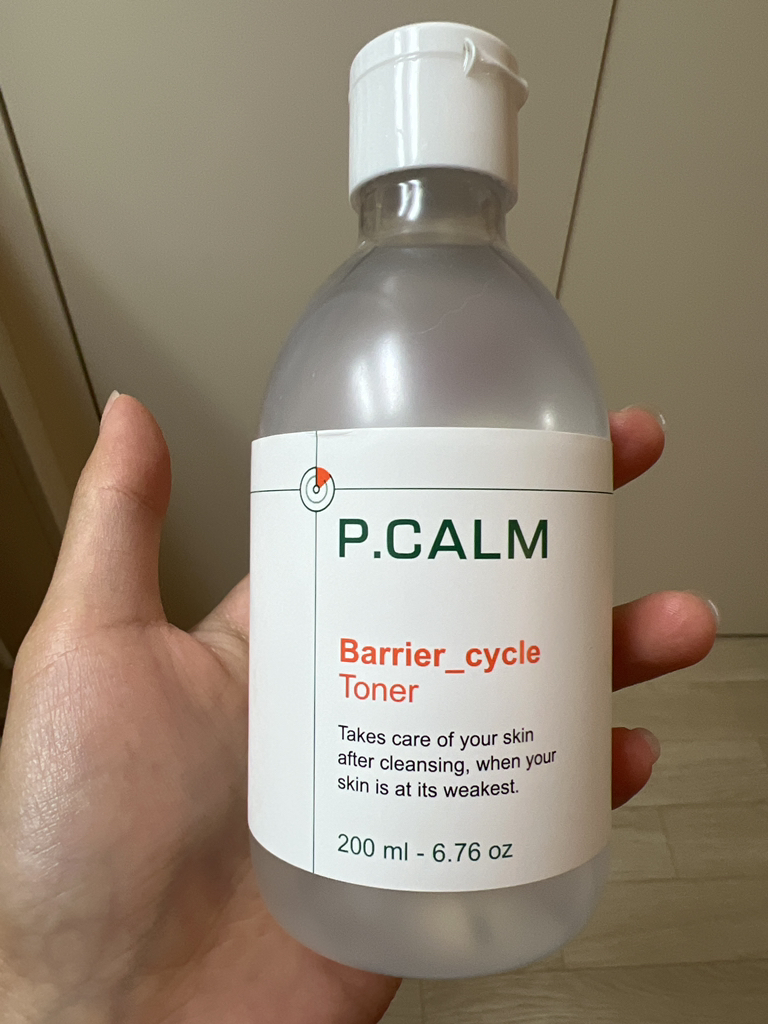 P.CALM
Barrier_cycle
Toner
Takes care of your skin
after cleansing, when your
skin is at its weakest.
200 ml - 6.76 oz